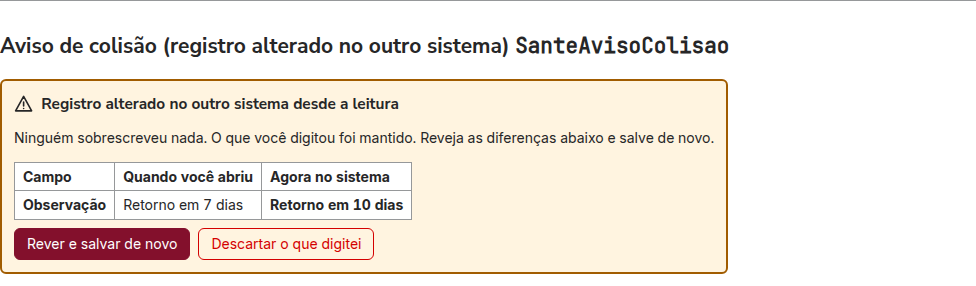 Aviso de colisão (registro alterado no outro sistema) SanteAvisoColisao
Registro alterado no outro sistema desde a leitura
Ninguém sobrescreveu nada. O que você digitou foi mantido. Reveja as diferenças abaixo e salve de novo.
Campo Quando você abriu Agora no sistema
Observação Retorno em 7 dias Retorno em 10 dias
Rever e salvar de novo Descartar o que digitei